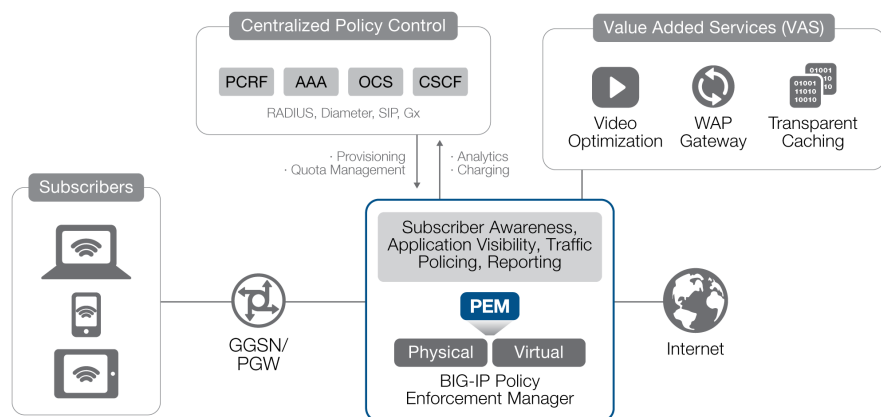 Centralized Policy Control
PCRF AAA OCS CSCF
RADIUS, Diameter, SIP, Gx
· Provisioning
· Quota Management
· Analytics
· Charging
Value Added Services (VAS)
01001
10
10
01001
11010
10010
Video
Optimization
WAP
Gateway
Transparent
Caching
Subscribers
GGSN/
PGW
Subscriber Awareness,
Application Visibility, Traffic
Policing, Reporting
PEM
Physical Virtual
BIG-IP Policy
Enforcement Manager
Internet